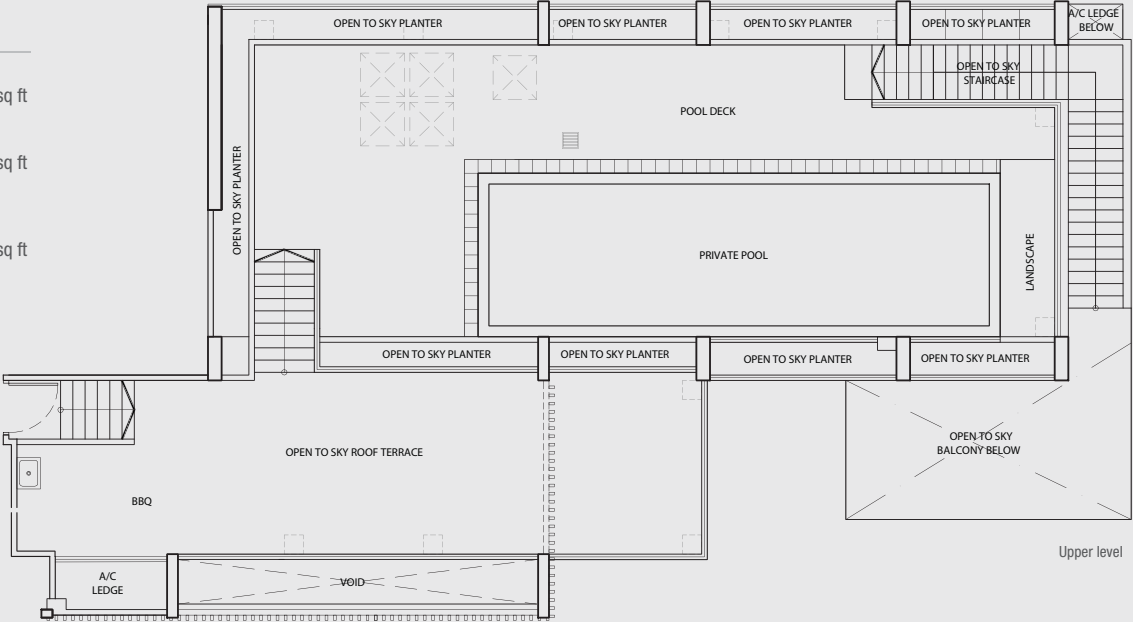 OPEN TO SKY PLANTER
OPEN TO SKY PLANTER
OPEN TO SKY PLANTER
OPEN TO SKY PLANTER
A/C LEDGE
BELOW
sq ft
sq ft
sq ft
OPEN TO SKY
STAIRCASE
POOL DECK
OPEN TO SKY PLANTER
PRIVATE POOL
LANDSCAPE
OPEN TO SKY PLANTER
OPEN TO SKY PLANTER
OPEN TO SKY PLANTER
OPEN TO SKY PLANTER
OPEN TO SKY ROOF TERRACE
OPEN TO SKY
BALCONY BELOW
BBQ
A/C
LEDGE
VOID
Upper level